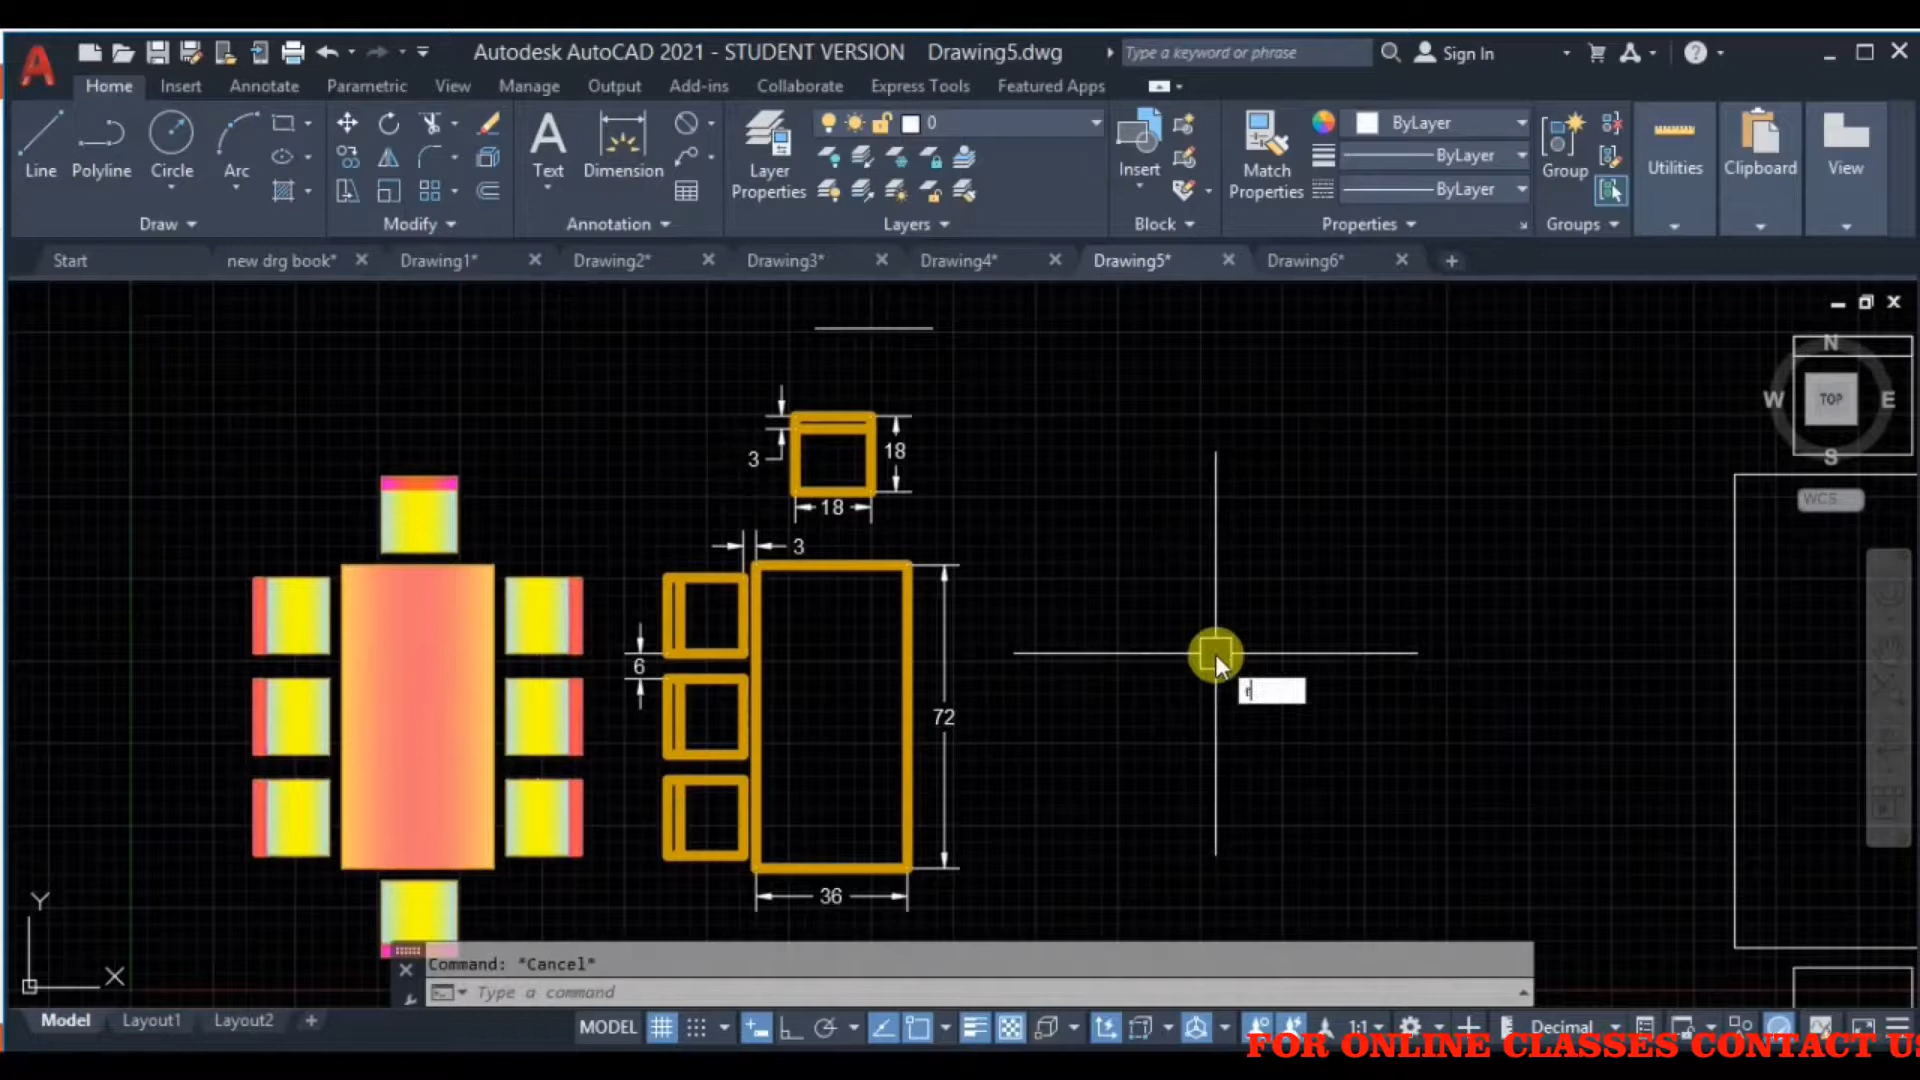 Autodesk AutoCAD 2021 - STUDENT VERSION Drawing5.dwg
Type a keyword or phrase
Sign In
Home Insert Annotate Parametric View Manage Output Add-ins Collaborate Express Tools Featured Apps
0
ByLayer
ByLayer
ByLayer
Line Polyline Circle Arc
Text Dimension
Layer Properties
Insert
Match Properties
Group
Utilities
Clipboard
View
Draw Modify Annotation Layers Block Properties Groups
Start new drg book* Drawing1* Drawing2* Drawing3* Drawing4* Drawing5* Drawing6*
N
W TOP E
S
WCS
3
18
18
3
6
72
36
r
Y
X
Command: *Cancel*
Type a command
Model Layout1 Layout2
MODEL
1:1
Decimal
FOR ONLINE CLASSES CONTACT US